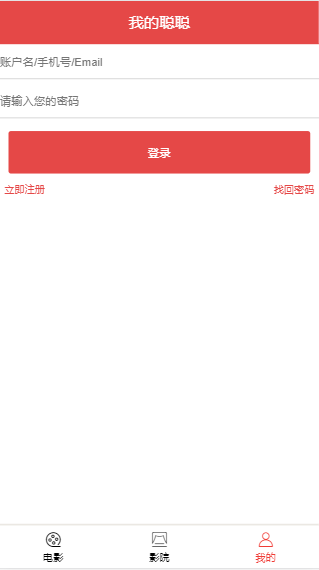 我的聪聪
账户名/手机号/Email
请输入您的密码
登录
立即注册 找回密码
电影 影院 我的